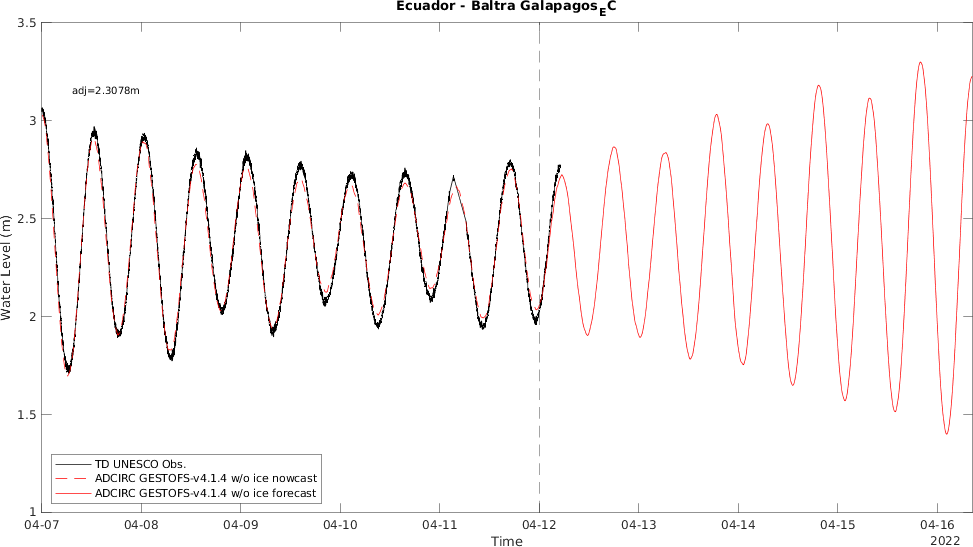 Ecuador - Baltra Galapagos_EC
3.5
adj=2.3078m
3
2.5
Water Level (m)
2
1.5
TD UNESCO Obs.
ADCIRC GESTOFS-v4.1.4 w/o ice nowcast
ADCIRC GESTOFS-v4.1.4 w/o ice forecast
1
04-07 04-08 04-09 04-10 04-11 04-12 04-13 04-14 04-15 04-16
Time
2022